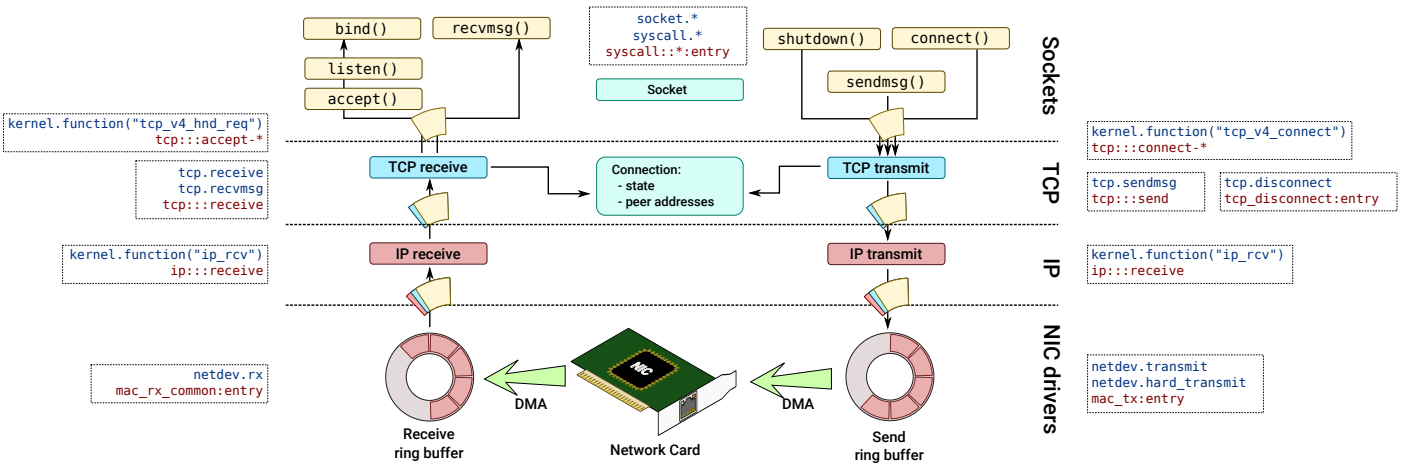 bind()
recvmsg()
listen()
accept()
socket.*
syscall.*
syscall::*:entry
Socket
shutdown()
connect()
sendmsg()
Sockets
kernel.function("tcp_v4_hnd_req")
tcp:::accept-*
tcp.receive
tcp.recvmsg
tcp:::receive
TCP receive
Connection:
- state
- peer addresses
TCP transmit
TCP
kernel.function("tcp_v4_connect")
tcp:::connect-*
tcp.sendmsg
tcp:::send
tcp.disconnect
tcp_disconnect:entry
kernel.function("ip_rcv")
ip:::receive
IP receive
IP transmit
IP
kernel.function("ip_rcv")
ip:::receive
netdev.rx
mac_rx_common:entry
Receive
ring buffer
DMA
NIC
Network Card
DMA
Send
ring buffer
NIC drivers
netdev.transmit
netdev.hard_transmit
mac_tx:entry